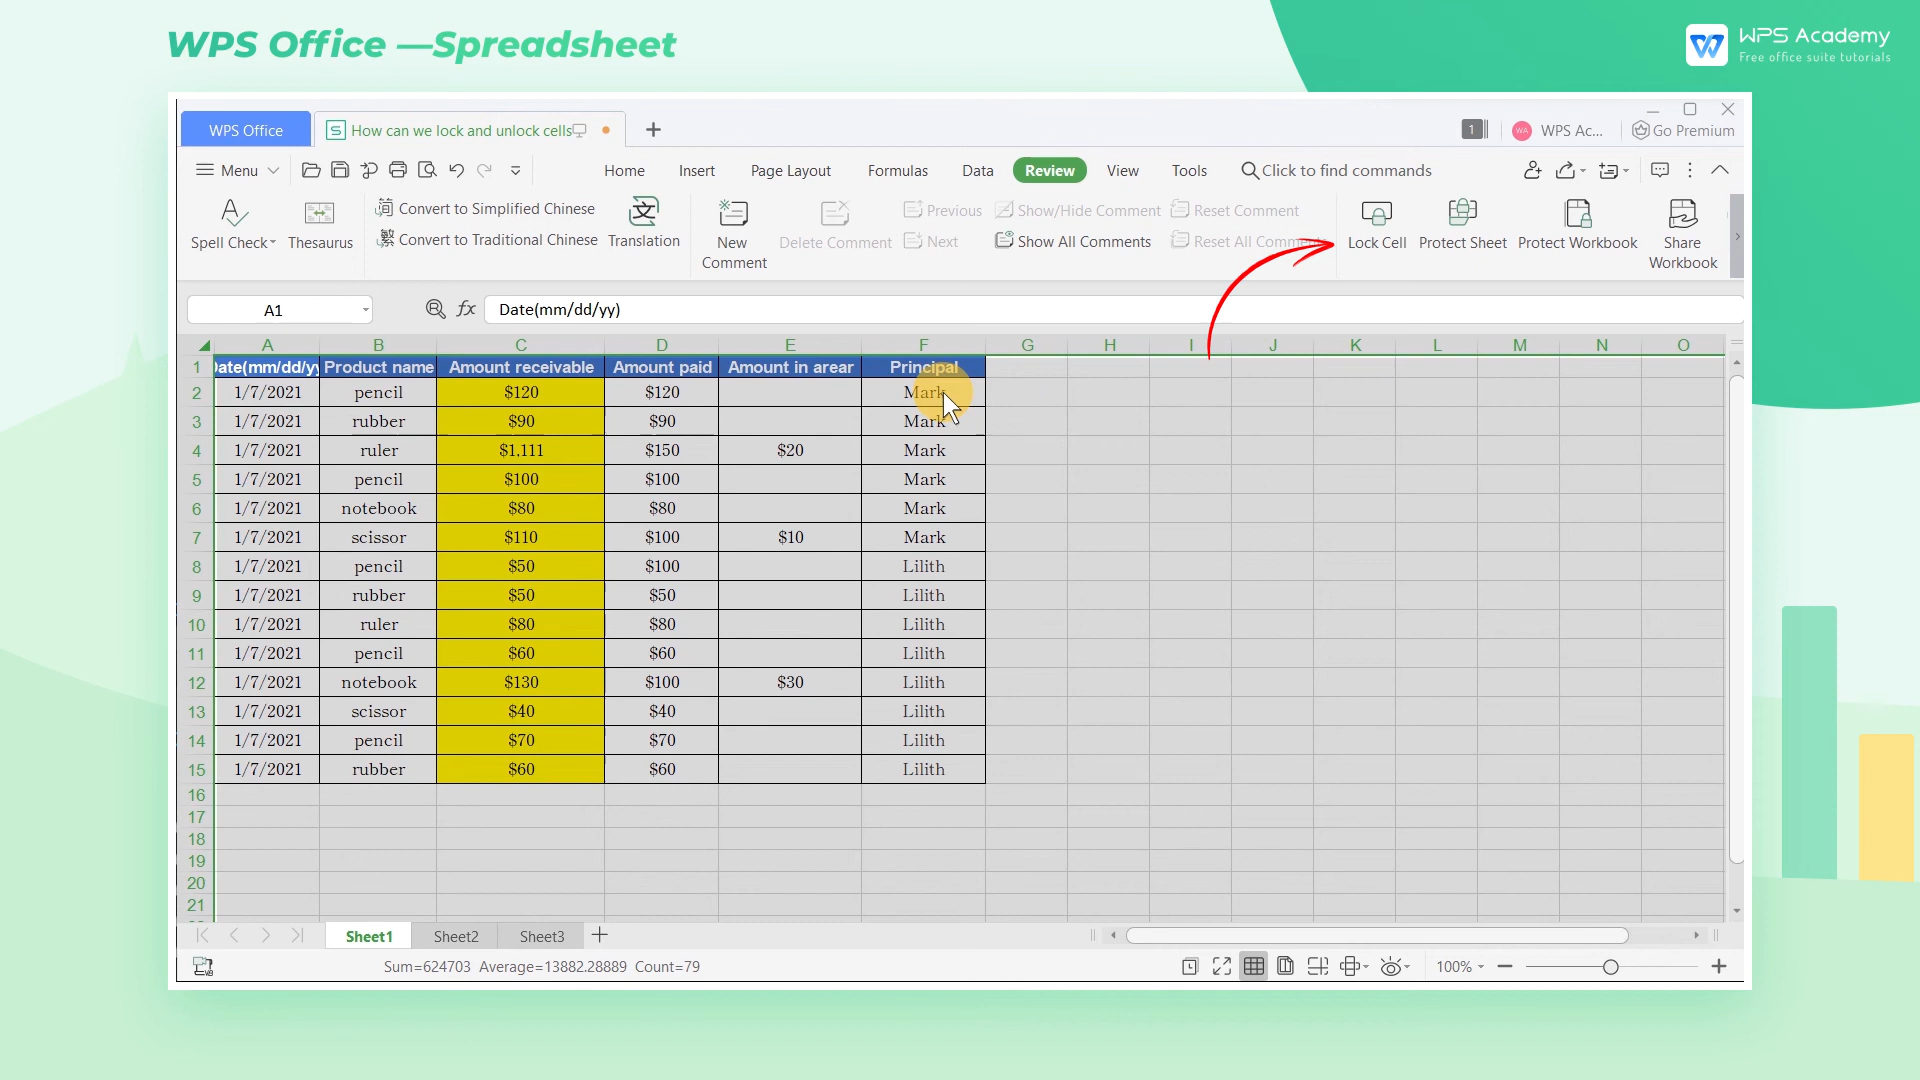 WPS Office —Spreadsheet
WPS Academy
Free office suite tutorials
WPS Office
How can we lock and unlock cells
1
WA
WPS Ac...
Go Premium
Menu
Home
Insert
Page Layout
Formulas
Data
Review
View
Tools
Click to find commands
Spell Check
Thesaurus
Convert to Simplified Chinese
Convert to Traditional Chinese
Translation
New
Comment
Delete Comment
Previous
Next
Show/Hide Comment
Show All Comments
Reset Comment
Reset All Comments
Lock Cell
Protect Sheet
Protect Workbook
Share
Workbook
A1
fx
Date(mm/dd/yy)
A B C D E F G H I J K L M N O
1 Date(mm/dd/yy Product name Amount receivable Amount paid Amount in arear Principal
2 1/7/2021 pencil $120 $120 Mark
3 1/7/2021 rubber $90 $90 Mark
4 1/7/2021 ruler $1,111 $150 $20 Mark
5 1/7/2021 pencil $100 $100 Mark
6 1/7/2021 notebook $80 $80 Mark
7 1/7/2021 scissor $110 $100 $10 Mark
8 1/7/2021 pencil $50 $100 Lilith
9 1/7/2021 rubber $50 $50 Lilith
10 1/7/2021 ruler $80 $80 Lilith
11 1/7/2021 pencil $60 $60 Lilith
12 1/7/2021 notebook $130 $100 $30 Lilith
13 1/7/2021 scissor $40 $40 Lilith
14 1/7/2021 pencil $70 $70 Lilith
15 1/7/2021 rubber $60 $60 Lilith
16
17
18
19
20
21
Sheet1
Sheet2
Sheet3
Sum=624703 Average=13882.28889 Count=79
100%